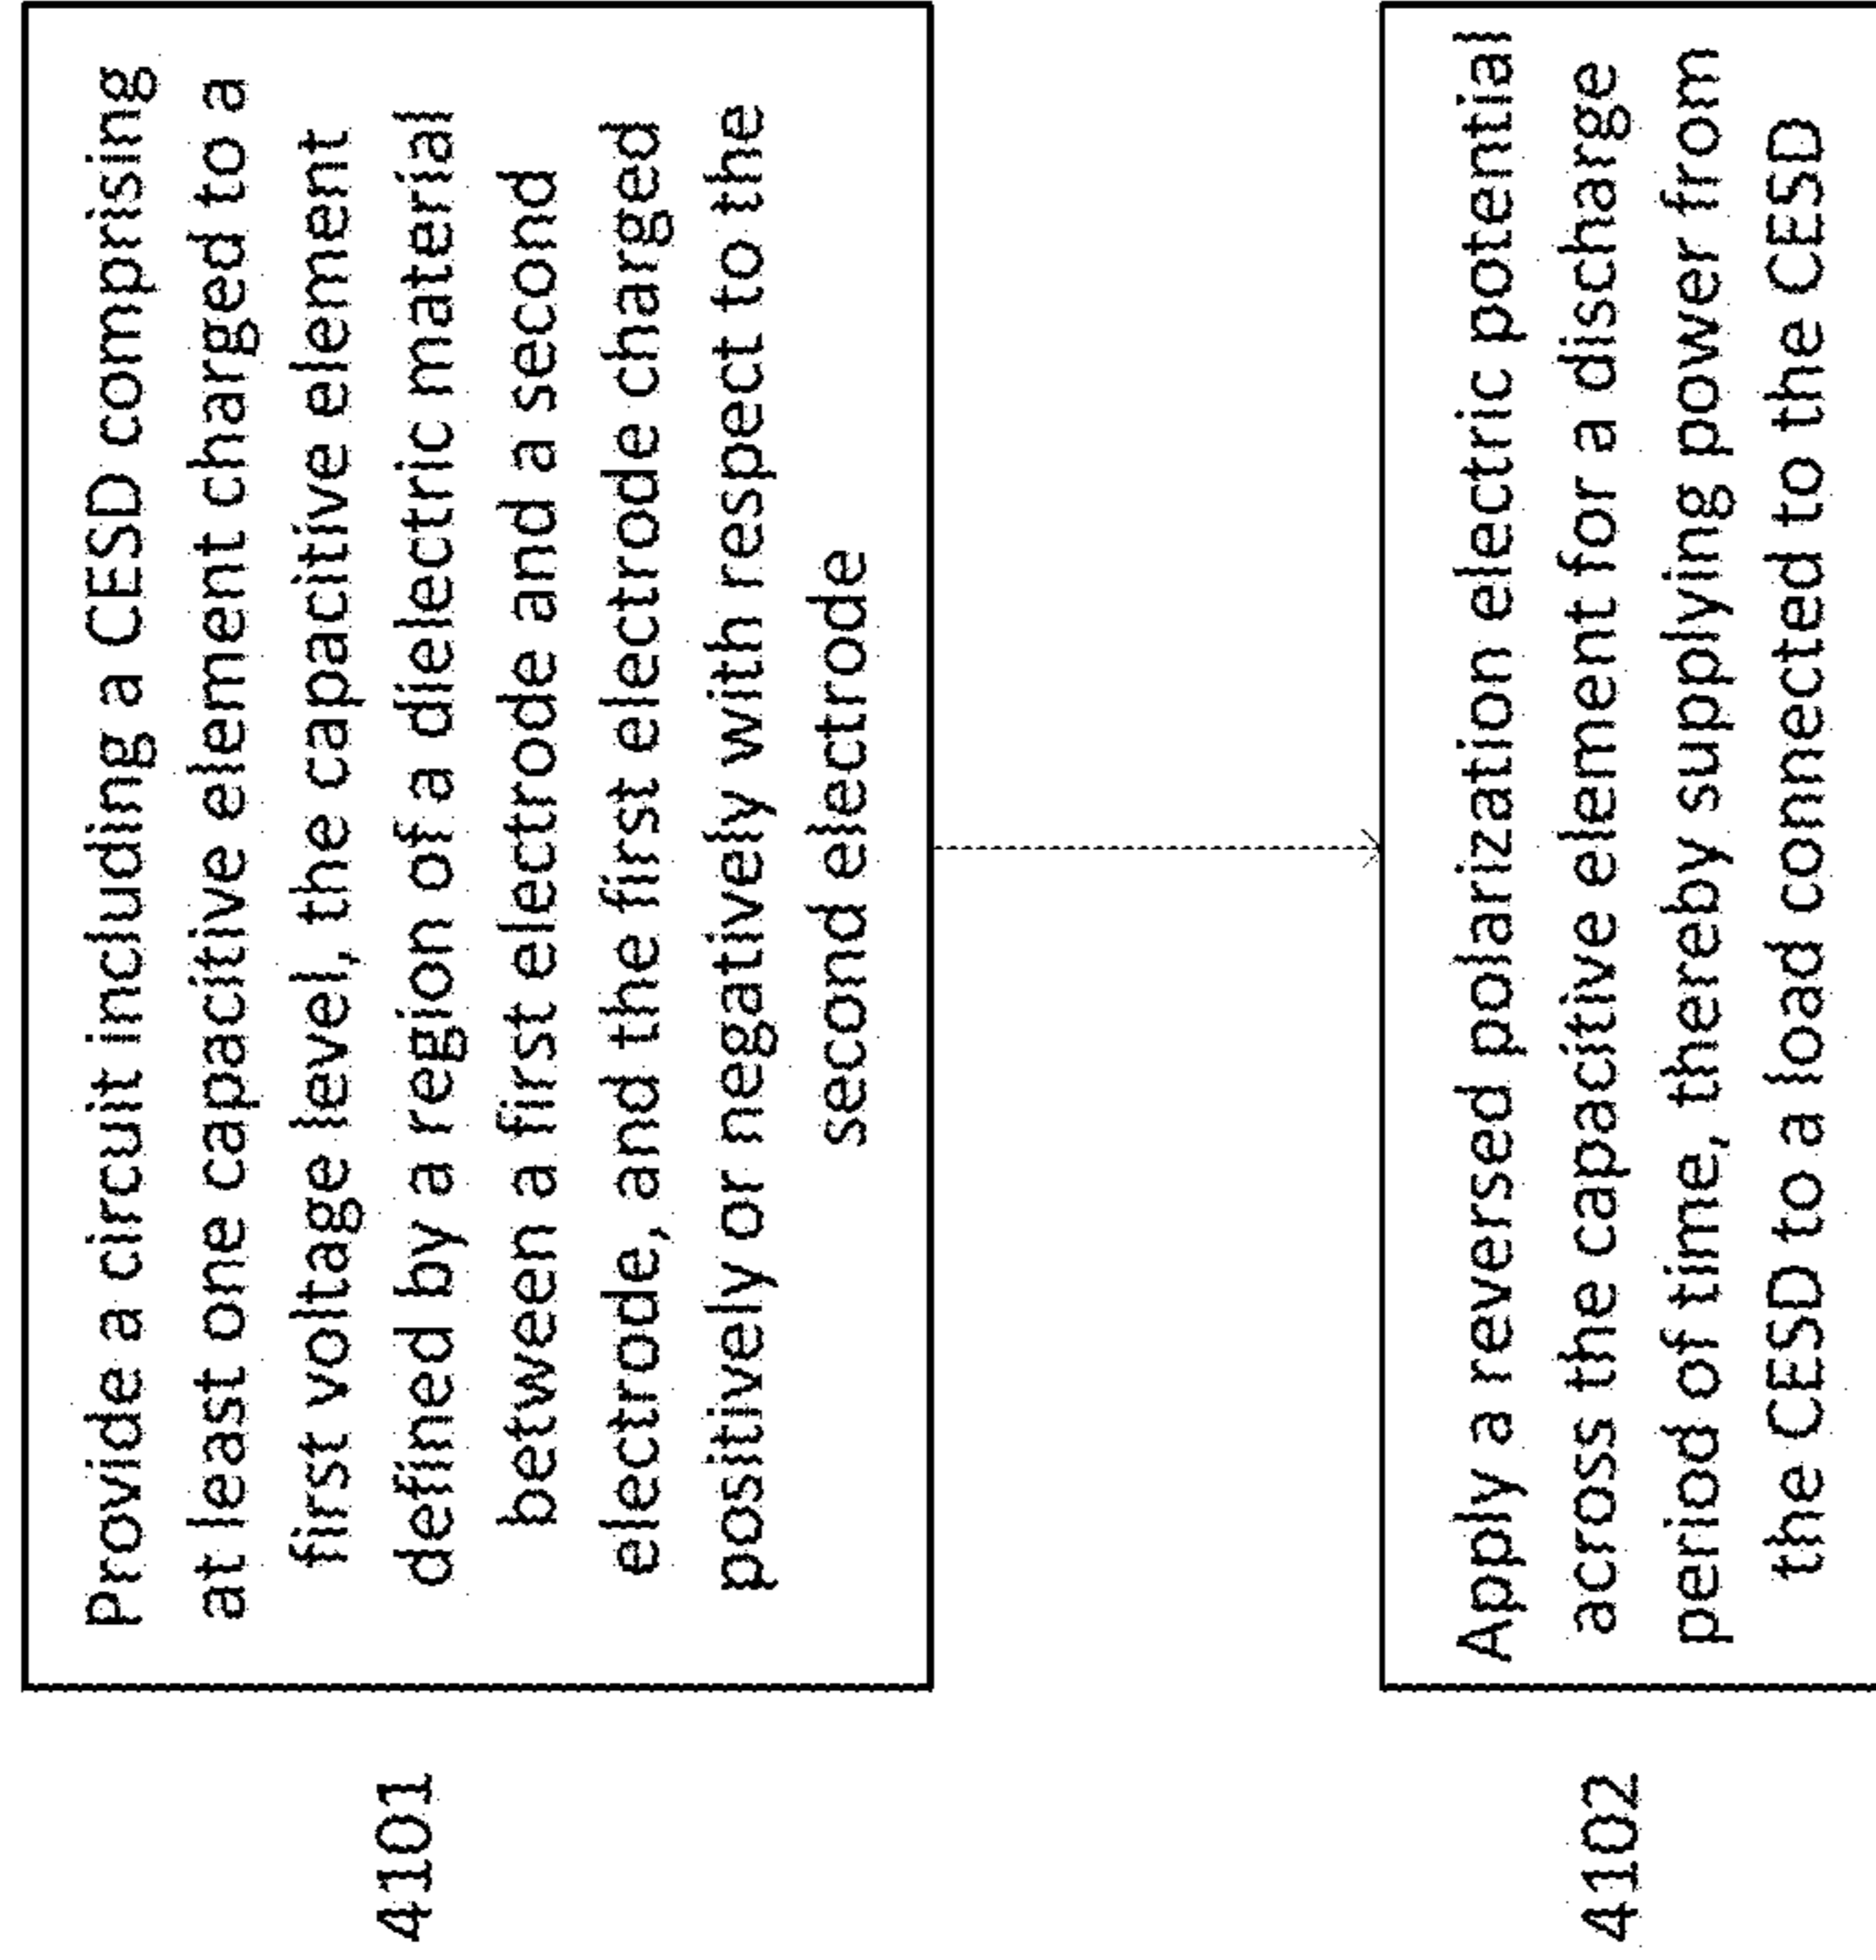 4101
Provide a circuit including a CESD comprising
at least one capacitive element charged to a
first voltage level, the capacitive element
defined by a region of a dielectric material
between a first electrode and a second
electrode, and the first electrode charged
positively or negatively with respect to the
second electrode
4102
Apply a reversed polarization electric potential
across the capacitive element for a discharge
period of time, thereby supplying power from
the CESD to a load connected to the CESD